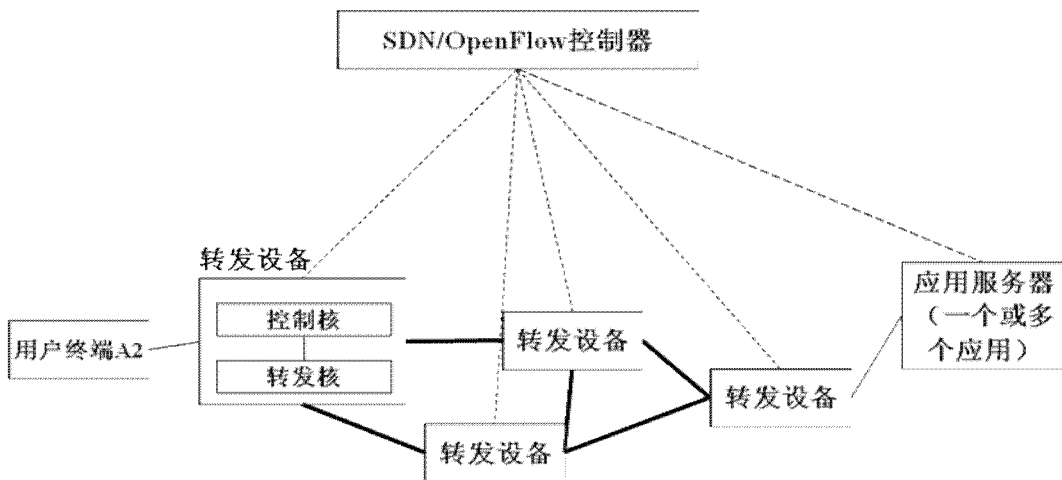 SDN/OpenFlow控制器
转发设备
控制核
转发核
用户终端A2
转发设备
转发设备
转发设备
应用服务器
（一个或多
个应用）